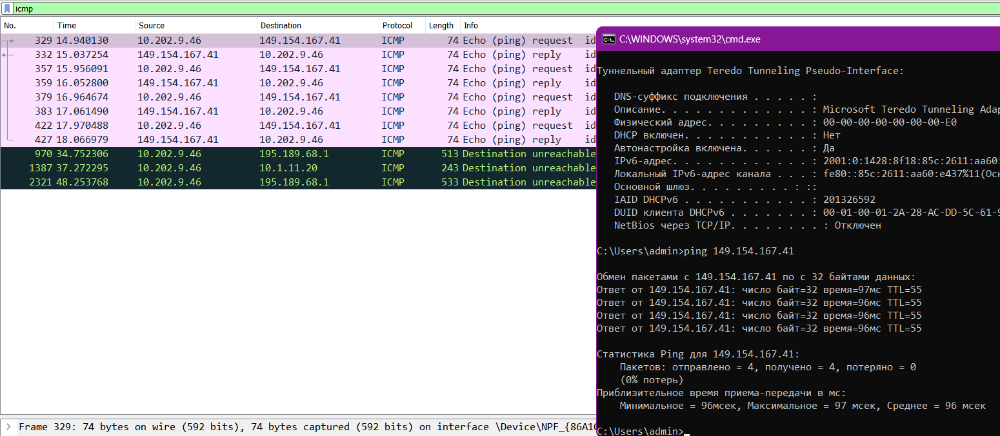 icmp
No. Time Source Destination Protocol Length Info
329 14.940130 10.202.9.46 149.154.167.41 ICMP 74 Echo (ping) request id
332 15.037254 149.154.167.41 10.202.9.46 ICMP 74 Echo (ping) reply id
357 15.956091 10.202.9.46 149.154.167.41 ICMP 74 Echo (ping) request id
359 16.052800 149.154.167.41 10.202.9.46 ICMP 74 Echo (ping) reply id
379 16.964674 10.202.9.46 149.154.167.41 ICMP 74 Echo (ping) request id
383 17.061490 149.154.167.41 10.202.9.46 ICMP 74 Echo (ping) reply id
422 17.970488 10.202.9.46 149.154.167.41 ICMP 74 Echo (ping) request id
427 18.066979 149.154.167.41 10.202.9.46 ICMP 74 Echo (ping) reply id
970 34.752306 10.202.9.46 195.189.68.1 ICMP 513 Destination unreachable
1387 37.272295 10.202.9.46 10.1.11.20 ICMP 243 Destination unreachable
2321 48.253768 10.202.9.46 195.189.68.1 ICMP 533 Destination unreachable
Frame 329: 74 bytes on wire (592 bits), 74 bytes captured (592 bits) on interface \Device\NPF_{86A1
C:\WINDOWS\system32\cmd.exe
Туннельный адаптер Teredo Tunneling Pseudo-Interface:
DNS-суффикс подключения . . . . . :
Описание. . . . . . . . . . . . . : Microsoft Teredo Tunneling Adap
Физический адрес. . . . . . . . . : 00-00-00-00-00-00-00-E0
DHCP включен. . . . . . . . . . . : Нет
Автонастройка включена. . . . . . : Да
IPv6-адрес. . . . . . . . . . . . : 2001:0:1428:8f18:85c:2611:aa60:
Локальный IPv6-адрес канала . . . : fe80::85c:2611:aa60:e437%11(Осн
Основной шлюз. . . . . . . . . : ::
IAID DHCPv6 . . . . . . . . . . . : 201326592
DUID клиента DHCPv6 . . . . . . . : 00-01-00-01-2A-28-AC-DD-5C-61-9
NetBios через TCP/IP. . . . . . . . : Отключен
C:\Users\admin>ping 149.154.167.41
Обмен пакетами с 149.154.167.41 по с 32 байтами данных:
Ответ от 149.154.167.41: число байт=32 время=97мс TTL=55
Ответ от 149.154.167.41: число байт=32 время=96мс TTL=55
Ответ от 149.154.167.41: число байт=32 время=96мс TTL=55
Ответ от 149.154.167.41: число байт=32 время=96мс TTL=55
Статистика Ping для 149.154.167.41:
Пакетов: отправлено = 4, получено = 4, потеряно = 0
(0% потерь)
Приблизительное время приема-передачи в мс:
Минимальное = 96мсек, Максимальное = 97 мсек, Среднее = 96 мсек
C:\Users\admin>